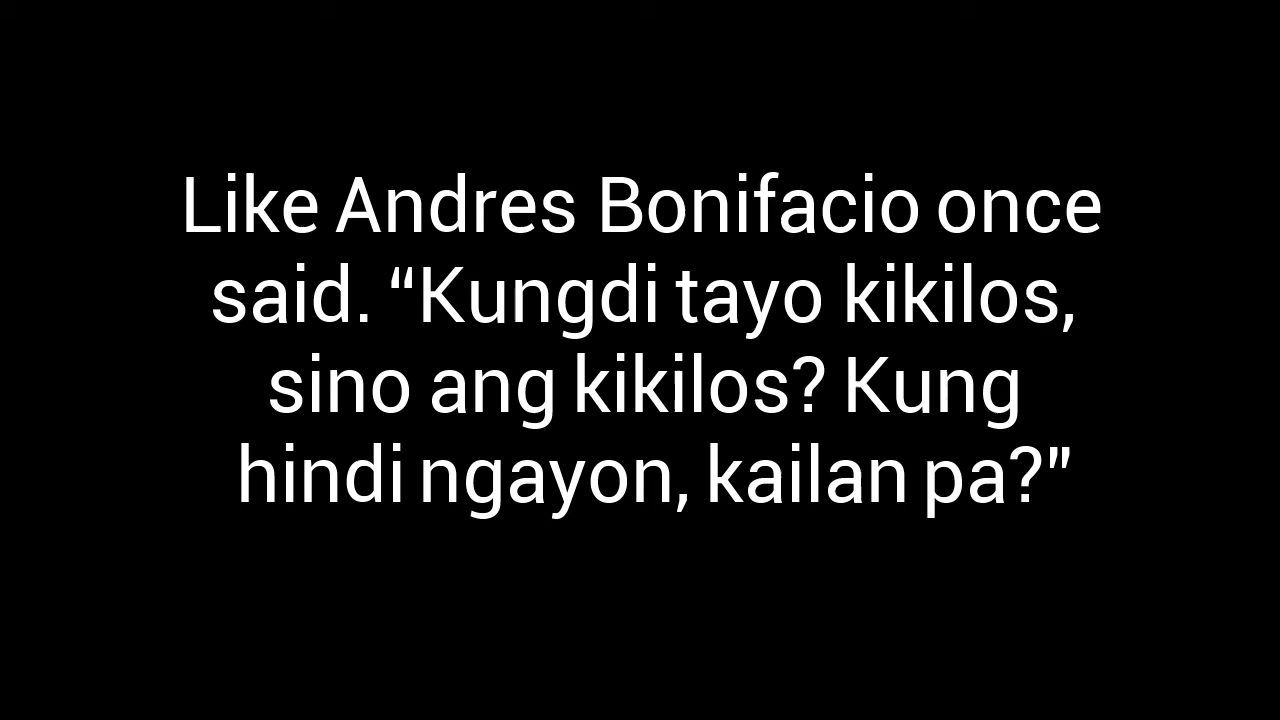 Like Andres Bonifacio once
said. “Kungdi tayo kikilos,
sino ang kikilos? Kung
hindi ngayon, kailan pa?”